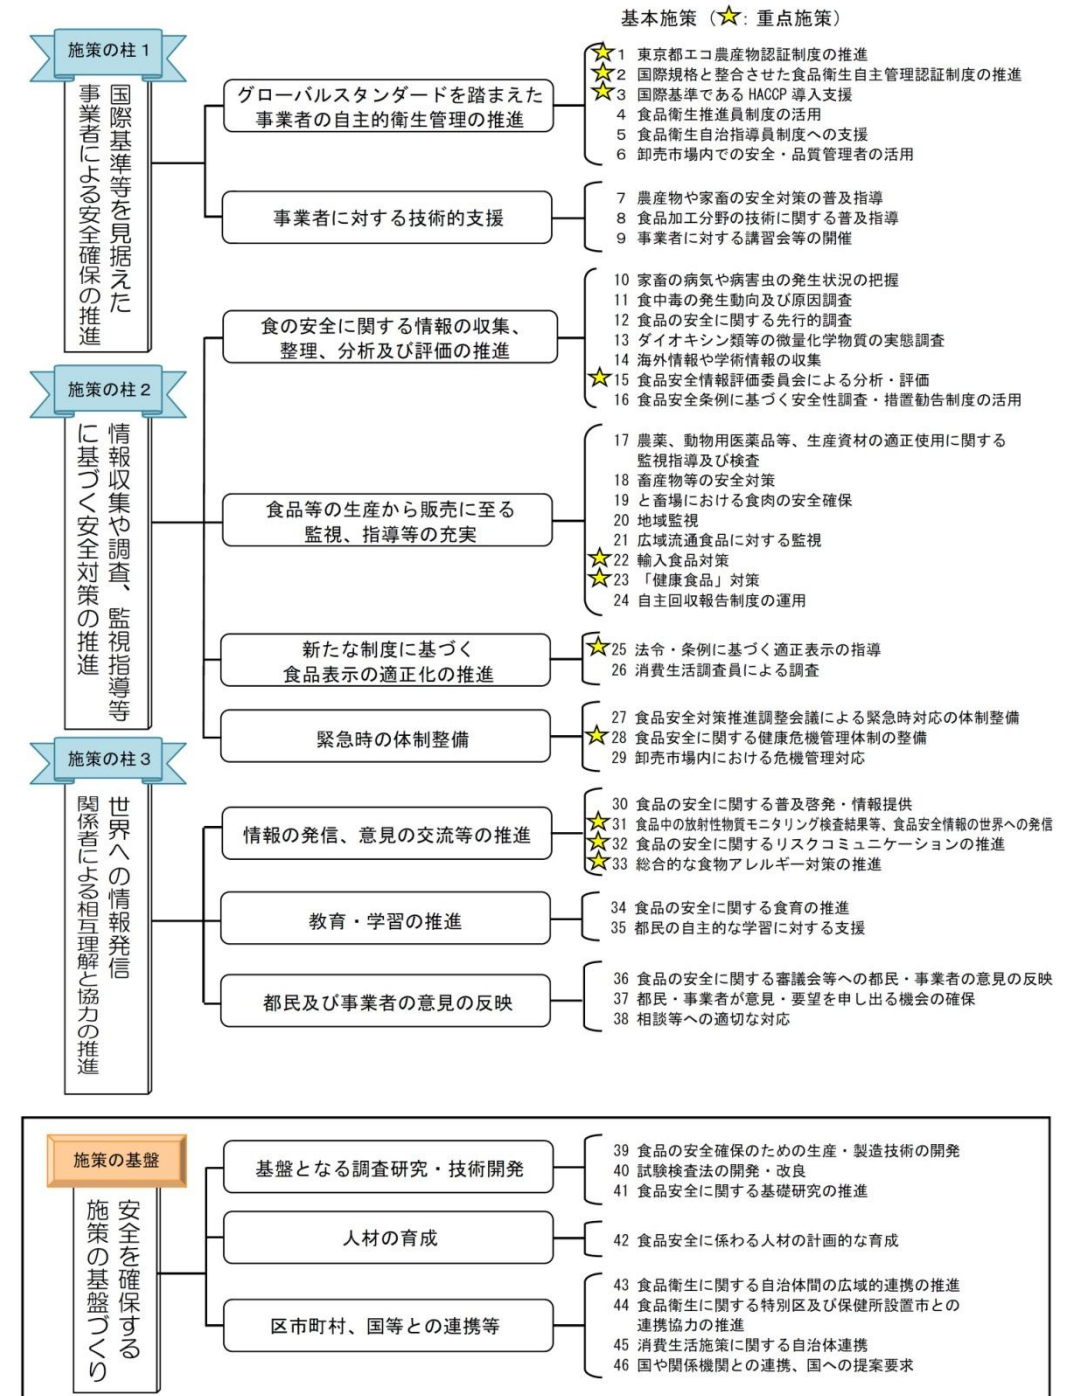 基本施策（★：重点施策）
施策の柱１
国際基準等を見据えた
事業者による安全確保の推進
グローバルスタンダードを踏まえた
事業者の自主的衛生管理の推進
★1 東京都エコ農産物認証制度の推進
★2 国際規格と整合させた食品衛生自主管理認証制度の推進
★3 国際基準であるHACCP導入支援
4 食品衛生推進員制度の活用
5 食品衛生自治指導員制度への支援
6 卸売市場内での安全・品質管理者の活用
事業者に対する技術的支援
7 農産物や家畜の安全対策の普及指導
8 食品加工分野の技術に関する普及指導
9 事業者に対する講習会等の開催
施策の柱２
情報収集や調査、監視指導等
に基づく安全対策の推進
食の安全に関する情報の収集、
整理、分析及び評価の推進
10 家畜の病気や病害虫の発生状況の把握
11 食中毒の発生動向及び原因調査
12 食品の安全に関する先行的調査
13 ダイオキシン類等の微量化学物質の実態調査
14 海外情報や学術情報の収集
★15 食品安全情報評価委員会による分析・評価
16 食品安全条例に基づく安全性調査・措置勧告制度の活用
食品等の生産から販売に至る
監視、指導等の充実
17 農薬、動物用医薬品等、生産資材の適正使用に関する
監視指導及び検査
18 畜産物等の安全対策
19 と畜場における食肉の安全確保
20 地域監視
21 広域流通食品に対する監視
★22 輸入食品対策
★23 「健康食品」対策
24 自主回収報告制度の運用
新たな制度に基づく
食品表示の適正化の推進
★25 法令・条例に基づく適正表示の指導
26 消費生活調査員による調査
緊急時の体制整備
27 食品安全対策推進調整会議による緊急時対応の体制整備
★28 食品安全に関する健康危機管理体制の整備
29 卸売市場内における危機管理対応
施策の柱３
世界への情報発信
関係者による相互理解と協力の推進
情報の発信、意見の交流等の推進
30 食品の安全に関する普及啓発・情報提供
★31 食品中の放射性物質モニタリング検査結果等、食品安全情報の世界への発信
★32 食品の安全に関するリスクコミュニケーションの推進
★33 総合的な食物アレルギー対策の推進
教育・学習の推進
34 食品の安全に関する食育の推進
35 都民の自主的な学習に対する支援
都民及び事業者の意見の反映
36 食品の安全に関する審議会等への都民・事業者の意見の反映
37 都民・事業者が意見・要望を申し出る機会の確保
38 相談等への適切な対応
施策の基盤
安全を確保する
施策の基盤づくり
基盤となる調査研究・技術開発
39 食品の安全確保のための生産・製造技術の開発
40 試験検査法の開発・改良
41 食品安全に関する基礎研究の推進
人材の育成
42 食品安全に係わる人材の計画的な育成
区市町村、国等との連携等
43 食品衛生に関する自治体間の広域的連携の推進
44 食品衛生に関する特別区及び保健所設置市との
連携協力の推進
45 消費生活施策に関する自治体連携
46 国や関係機関との連携、国への提案要求